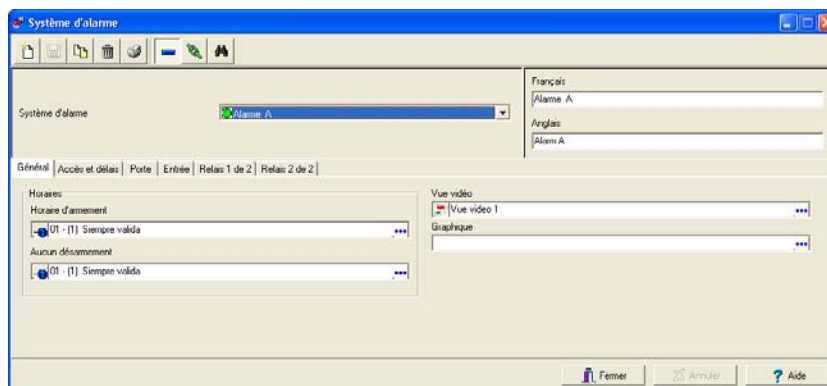 Système d'alarme
Système d'alarme
Alarme A
Français
Alarme A
Anglais
Alarm A
Général Accès et délais Porte Entrée Relais 1 de 2 Relais 2 de 2
Horaires
Horaire d'armement
01 - (1) Siempre valida
Aucun désarmement
01 - (1) Siempre valida
Vue vidéo
Vue video 1
Graphique
Fermer Annuler Aide